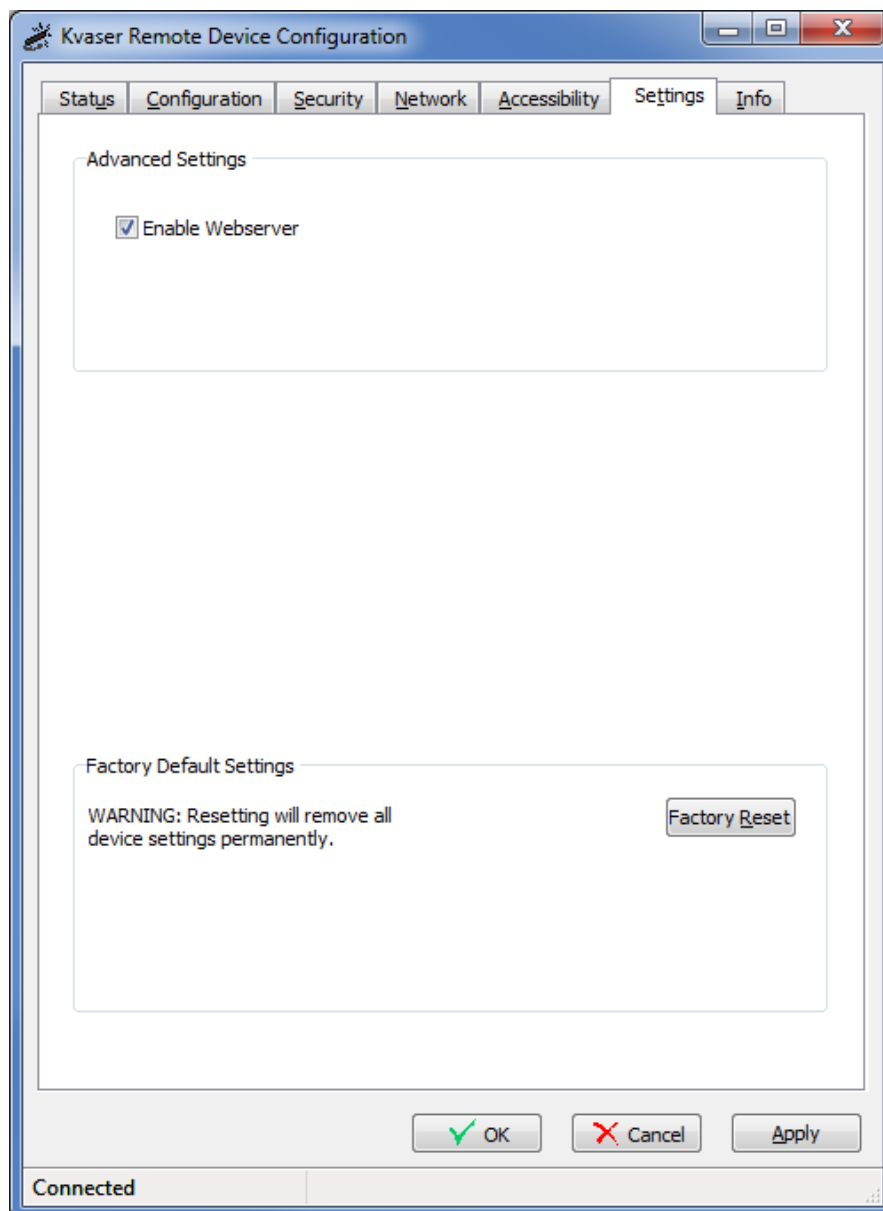 Kvaser Remote Device Configuration
Status Configuration Security Network Accessibility Settings Info
Advanced Settings
Enable Webserver
Factory Default Settings
WARNING: Resetting will remove all
device settings permanently.
Factory Reset
OK Cancel Apply
Connected